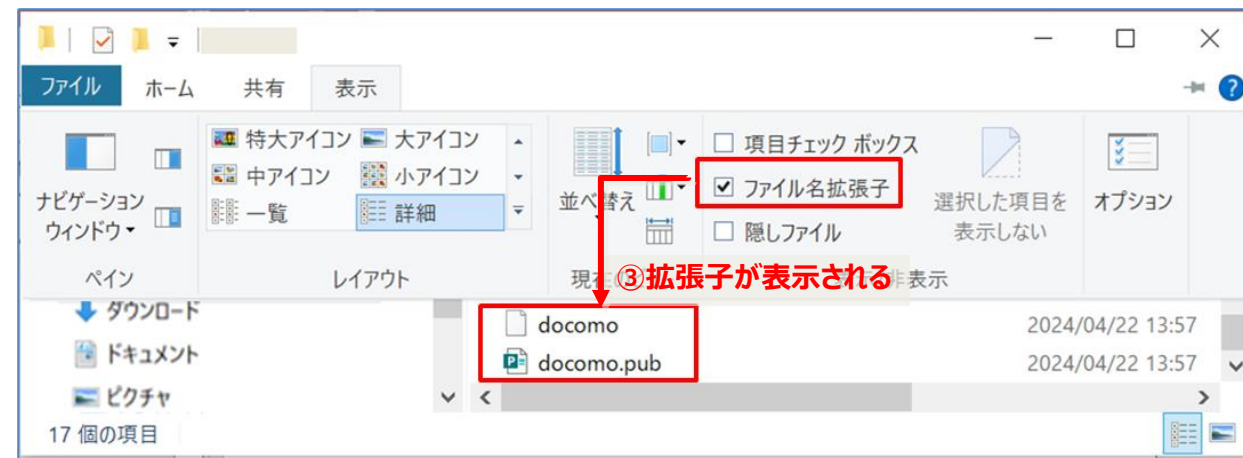 ファイル ホーム 共有 表示
特大アイコン 大アイコン
中アイコン 小アイコン
一覧 詳細
ナビゲーション
ウィンドウ
並べ替え
項目チェック ボックス
ファイル名拡張子
隠しファイル
選択した項目を
表示しない
オプション
ペイン レイアウト 現在の 非表示
③拡張子が表示される
ダウンロード
ドキュメント
ピクチャ
docomo 2024/04/22 13:57
docomo.pub 2024/04/22 13:57
17 個の項目